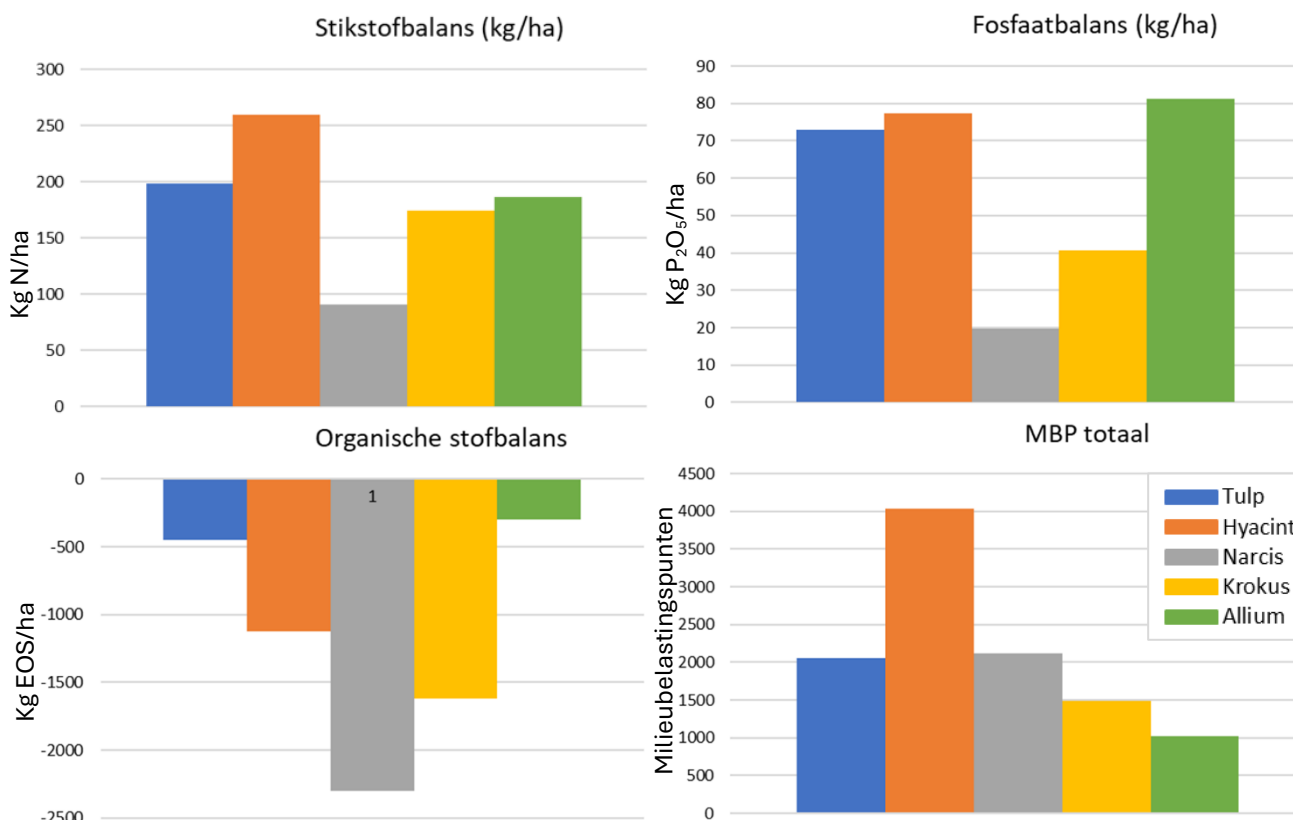 Stikstofbalans (kg/ha)
Kg N/ha
300
250
200
150
100
50
0
Fosfaatbalans (kg/ha)
Kg P₂O₅/ha
90
80
70
60
50
40
30
20
10
0
Organische stofbalans
Kg EOS/ha
0
-500
-1000
-1500
-2000
-2500
1
MBP totaal
Milieubelastingspunten
4500
4000
3500
3000
2500
2000
1500
1000
500
0
Tulp
Hyacint
Narcis
Krokus
Allium